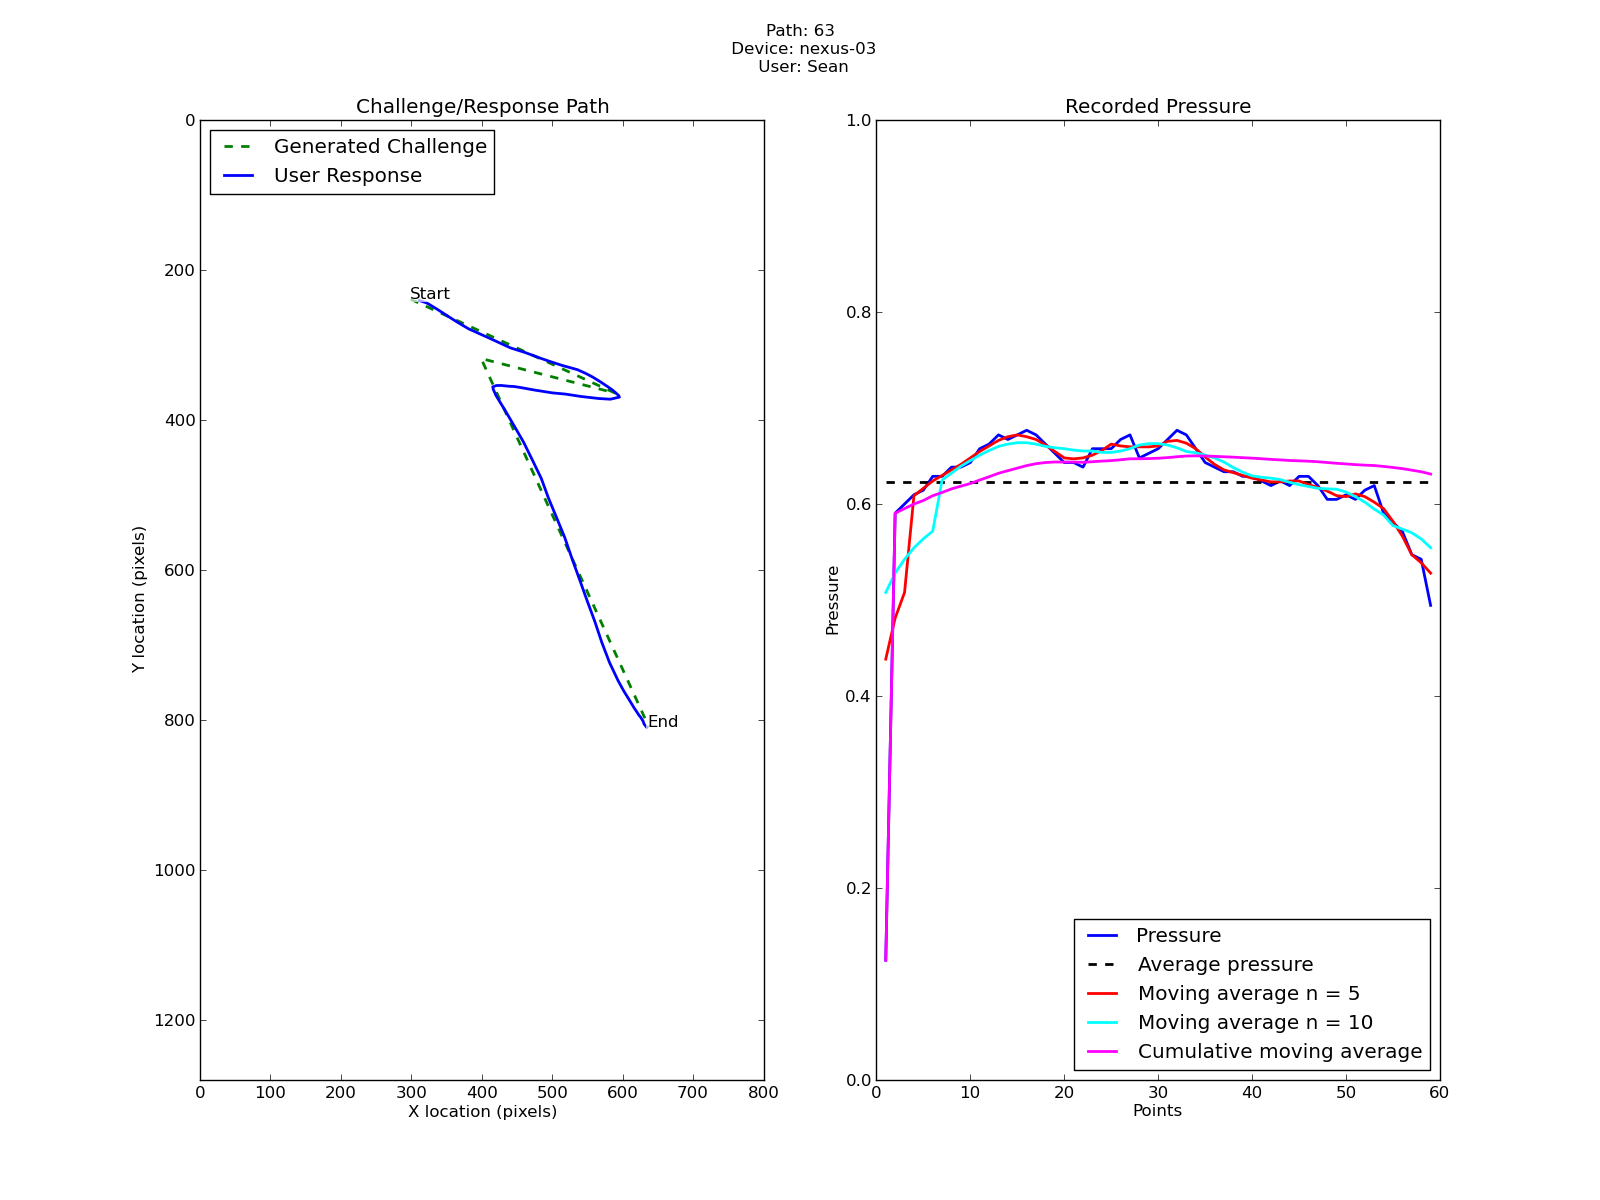 Path: 63
Device: nexus-03
User: Sean
Challenge/Response Path
Generated Challenge
User Response
Start
End
0
200
400
600
800
1000
1200
Y location (pixels)
0 100 200 300 400 500 600 700 800
X location (pixels)
Recorded Pressure
1.0
0.8
0.6
0.4
0.2
0.0
Pressure
Pressure
Average pressure
Moving average n = 5
Moving average n = 10
Cumulative moving average
0 10 20 30 40 50 60
Points